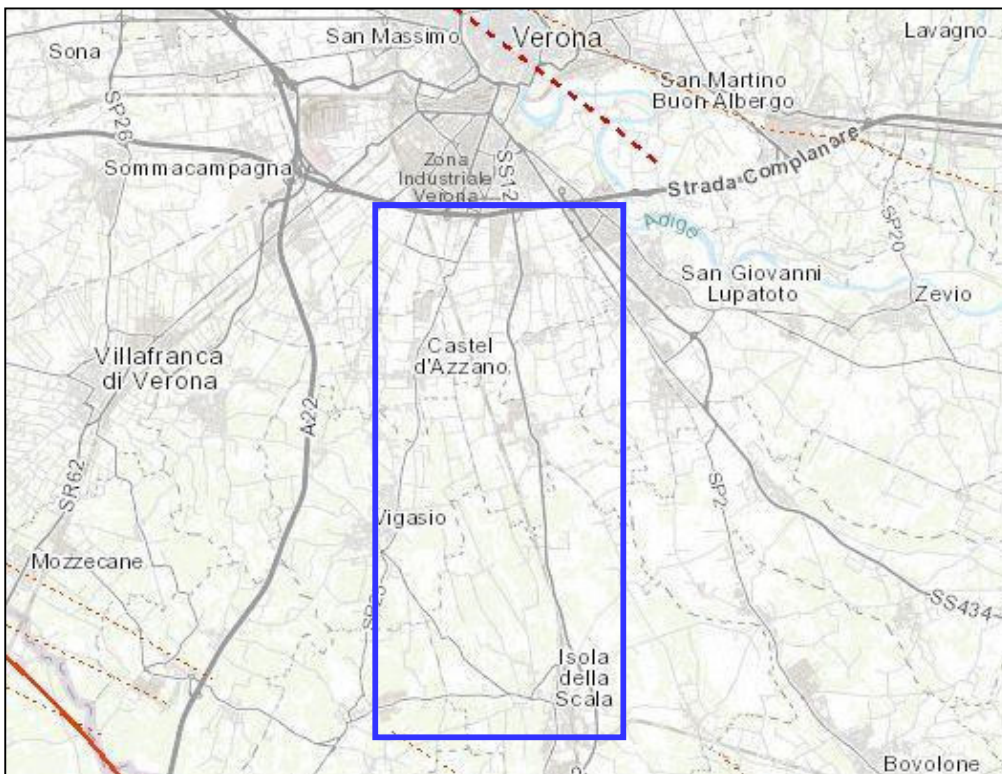 San Massimo
Verona
Lavagno
Sona
San Martino
Buon Albergo
SP26
Strada Complanare
Sommacampagna
Zona
Industriale
Verona
SS12
Adige
SP20
San Giovanni
Lupatoto
Zevio
Castel
d'Azzano
Villafranca
di Verona
A22
SR62
SP2
Vigasio
Mozzecane
SS434
Isola
della
Scala
Bovolone